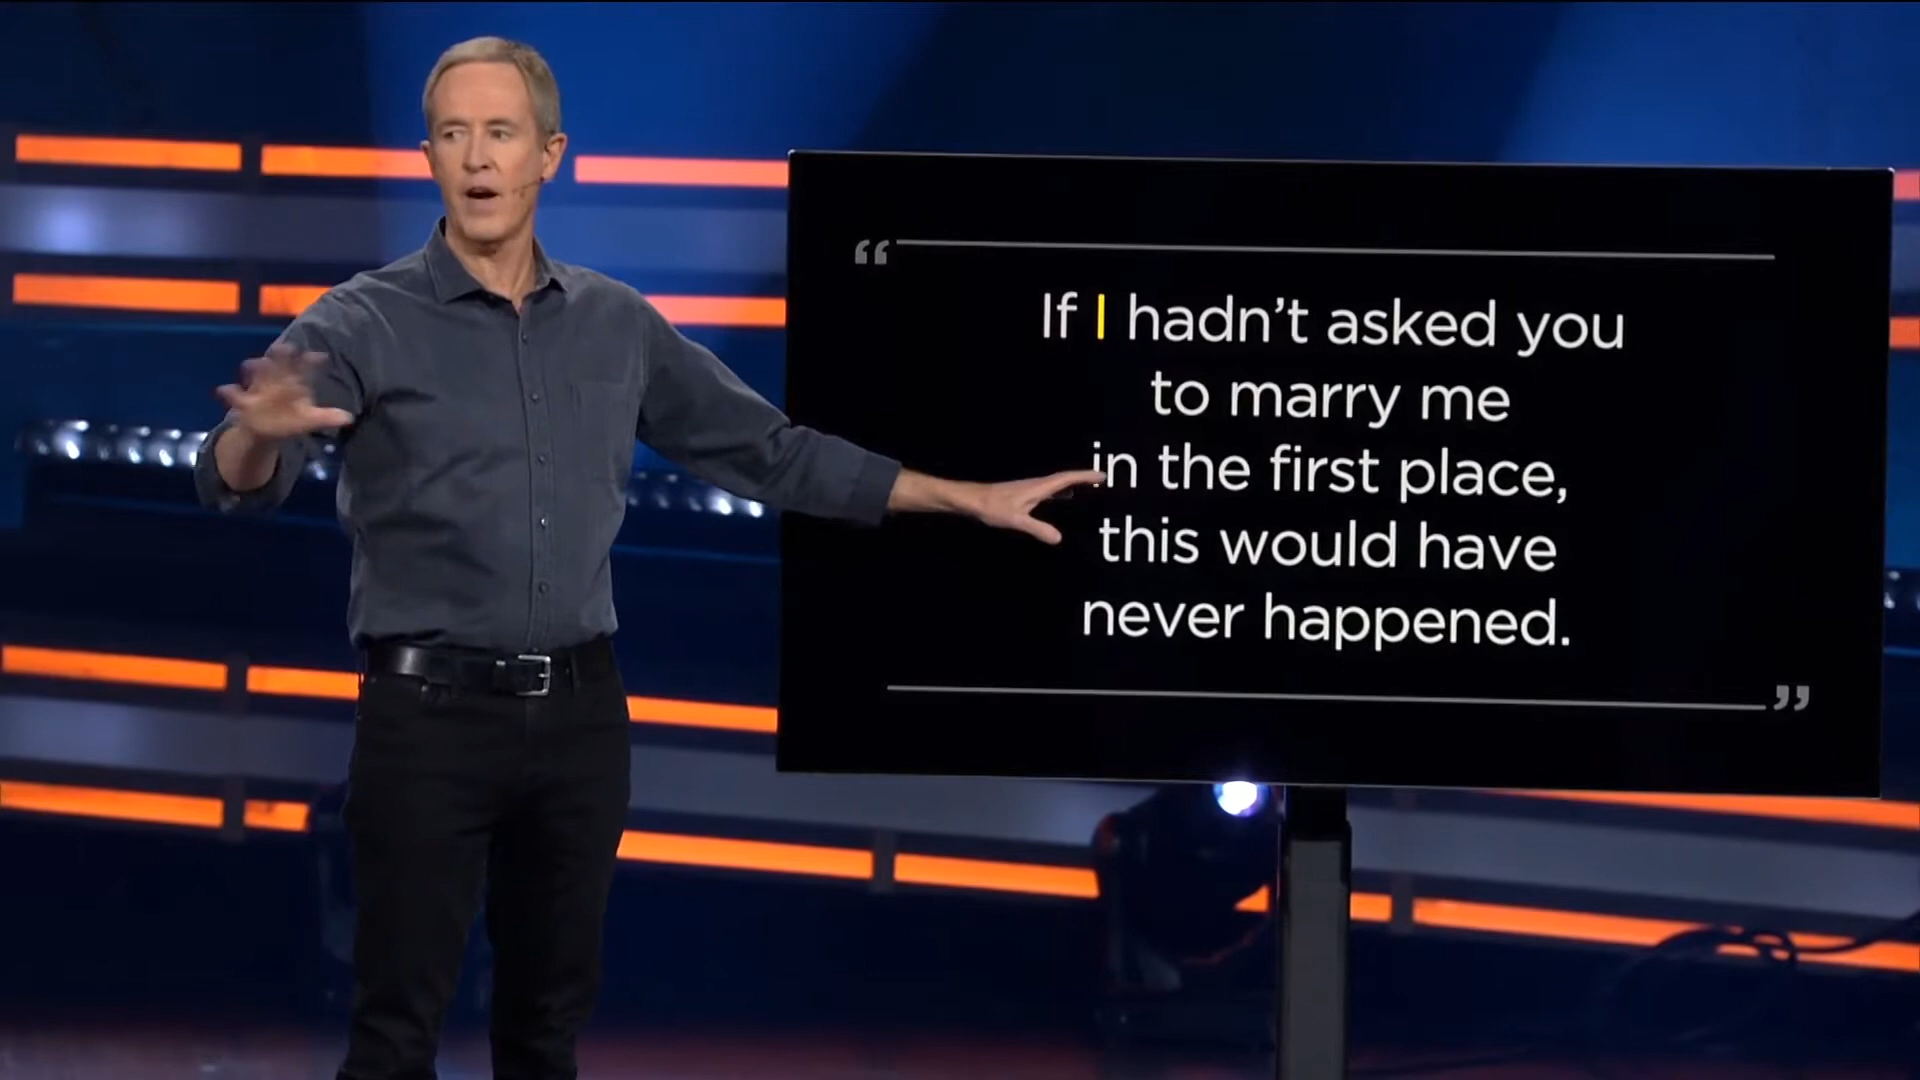 “
If I hadn’t asked you
to marry me
in the first place,
this would have
never happened.
”